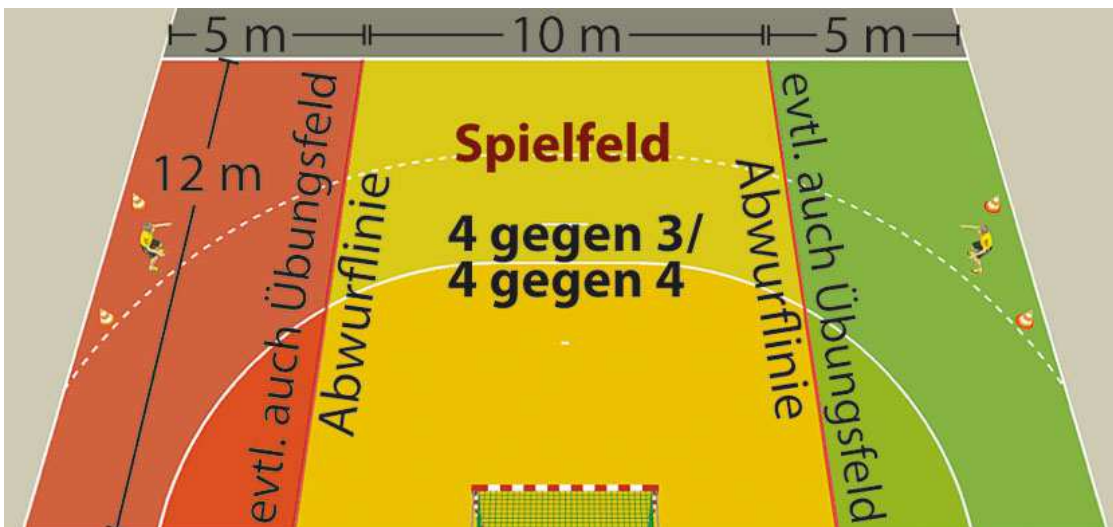 5 m
10 m
5 m
12 m
evtl. auch Übungsfeld
Abwurflinie
Spielfeld
4 gegen 3/
4 gegen 4
Abwurflinie
evtl. auch Übungsfeld